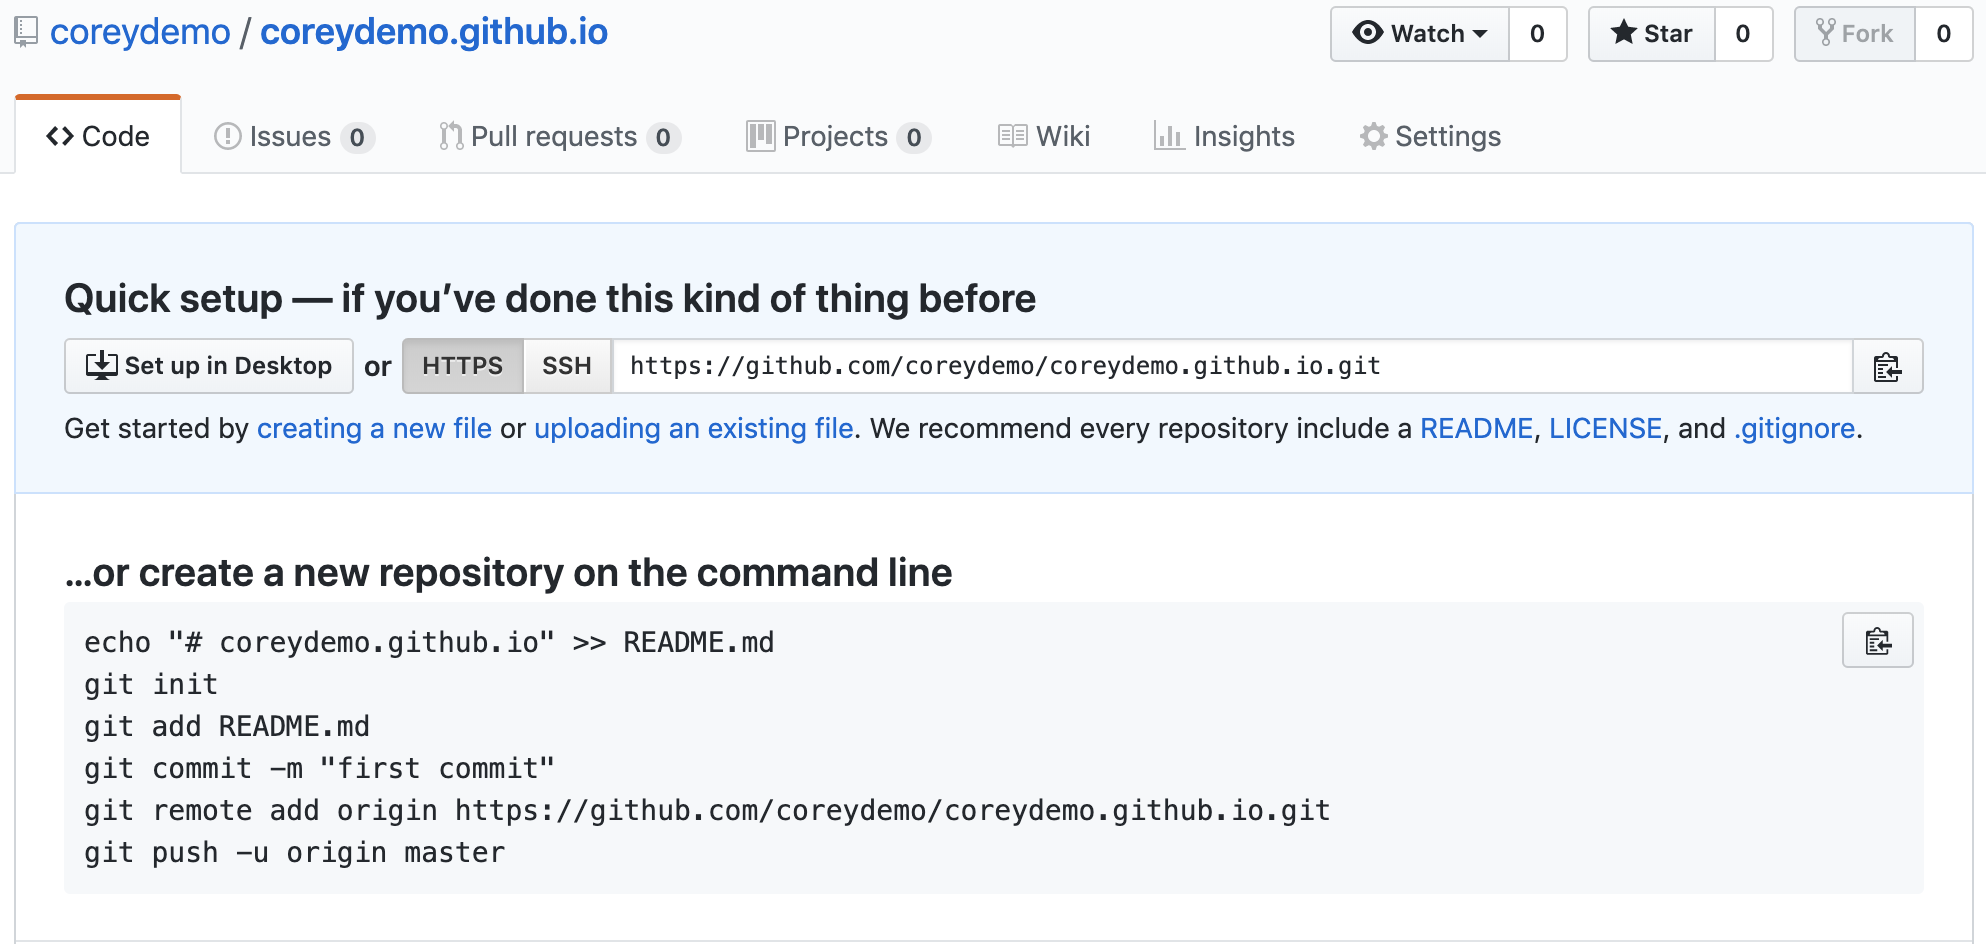 coreydemo / coreydemo.github.io
Watch 0 Star 0 Fork 0
Code Issues 0 Pull requests 0 Projects 0 Wiki Insights Settings
Quick setup — if you’ve done this kind of thing before
Set up in Desktop or HTTPS SSH https://github.com/coreydemo/coreydemo.github.io.git
Get started by creating a new file or uploading an existing file. We recommend every repository include a README, LICENSE, and .gitignore.
…or create a new repository on the command line
echo "# coreydemo.github.io" >> README.md
git init
git add README.md
git commit -m "first commit"
git remote add origin https://github.com/coreydemo/coreydemo.github.io.git
git push -u origin master